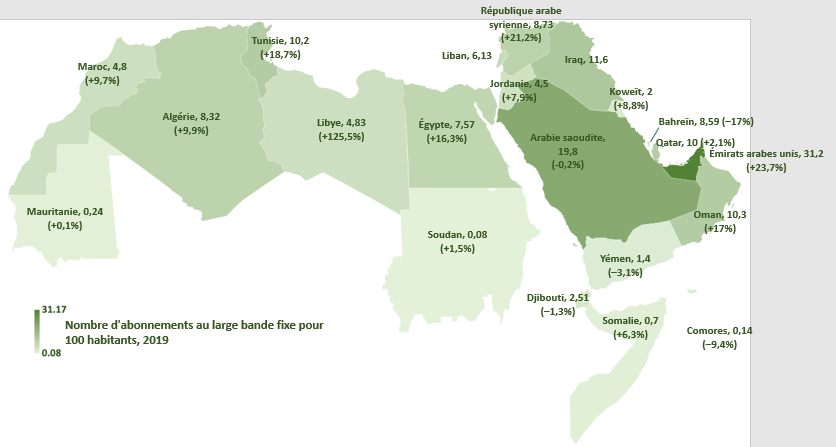 République arabe
syrienne, 8,73
(+21,2%)
Tunisie, 10,2
(+18,7%)
Liban, 6,13
Iraq, 11,6
Maroc, 4,8
(+9,7%)
Jordanie, 4,5
(+7,9%)
Koweït, 2
(+8,8%)
Algérie, 8,32
(+9,9%)
Libye, 4,83
(+125,5%)
Égypte, 7,57
(+16,3%)
Bahreïn, 8,59 (–17%)
Arabie saoudite,
19,8
(-0,2%)
Qatar, 10 (+2,1%)
Émirats arabes unis, 31,2
(+23,7%)
Mauritanie, 0,24
(+0,1%)
Oman, 10,3
(+17%)
Soudan, 0,08
(+1,5%)
Yémen, 1,4
(–3,1%)
Djibouti, 2,51
(–1,3%)
Somalie, 0,7
(+6,3%)
Comores, 0,14
(–9,4%)
31.17
Nombre d'abonnements au large bande fixe pour
100 habitants, 2019
0.08